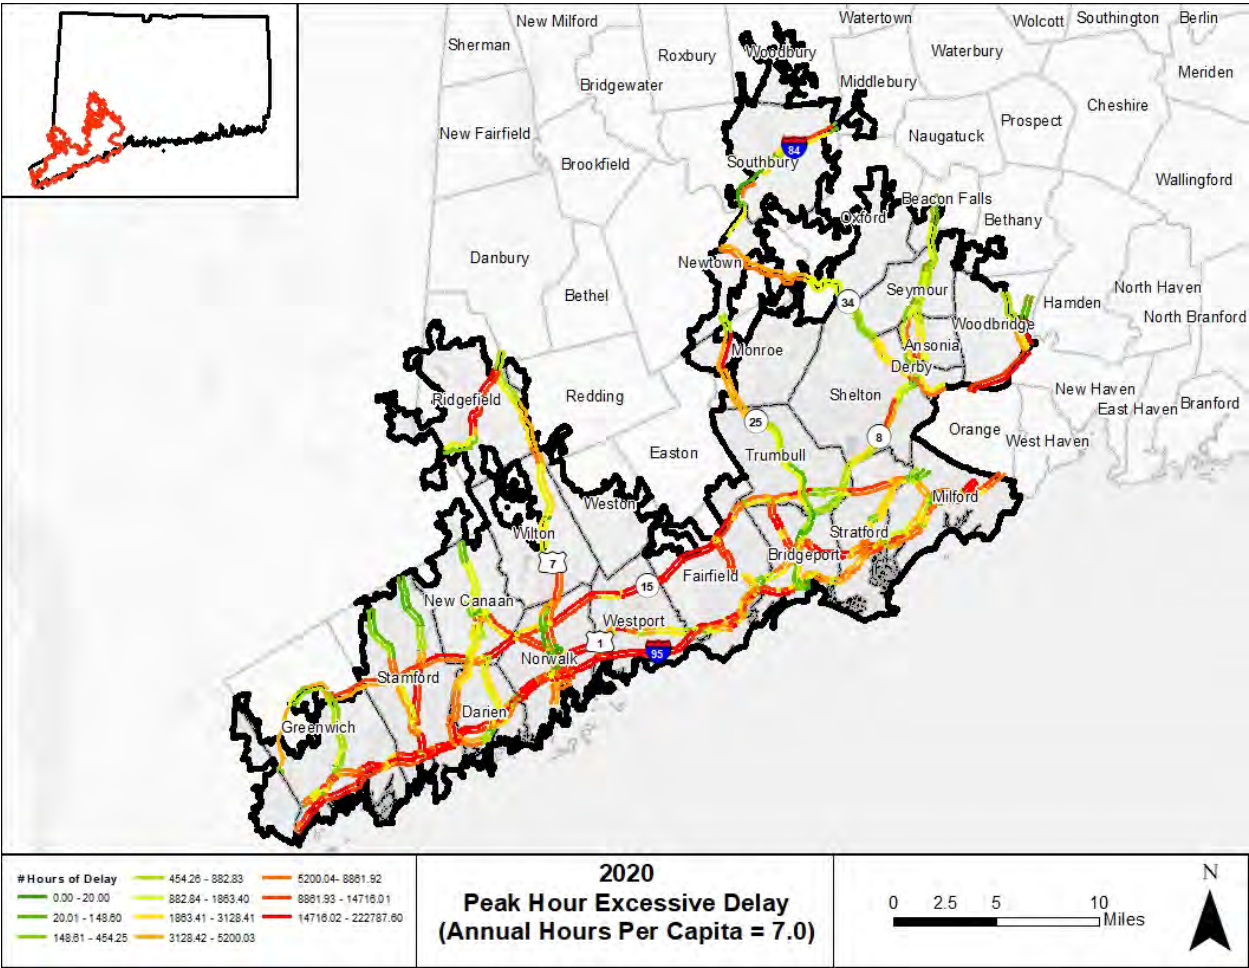 New Milford
Watertown
Wolcott
Southington
Berlin
Sherman
Roxbury
Woodbury
Waterbury
Bridgewater
Middlebury
Meriden
Cheshire
New Fairfield
Prospect
Naugatuck
Brookfield
84
Southbury
Wallingford
Beacon Falls
Oxford
Bethany
Danbury
Newtown
Bethel
Seymour
North Haven
Hamden
34
North Branford
Woodbridge
Monroe
Ansonia
Derby
New Haven
Ridgefield
Redding
Shelton
East Haven
Branford
25
8
Orange
West Haven
Easton
Trumbull
Milford
Weston
Wilton
Stratford
Bridgeport
7
Fairfield
15
New Canaan
Westport
1
95
Norwalk
Stamford
Darien
Greenwich
# Hours of Delay
0.00 - 20.00
20.01 - 148.60
148.61 - 454.25
454.26 - 882.83
882.84 - 1863.40
1863.41 - 3128.41
3128.42 - 5200.03
5200.04- 8861.92
8861.93 - 14716.01
14716.02 - 222787.60
2020
Peak Hour Excessive Delay
(Annual Hours Per Capita = 7.0)
0 2.5 5 10
Miles
N